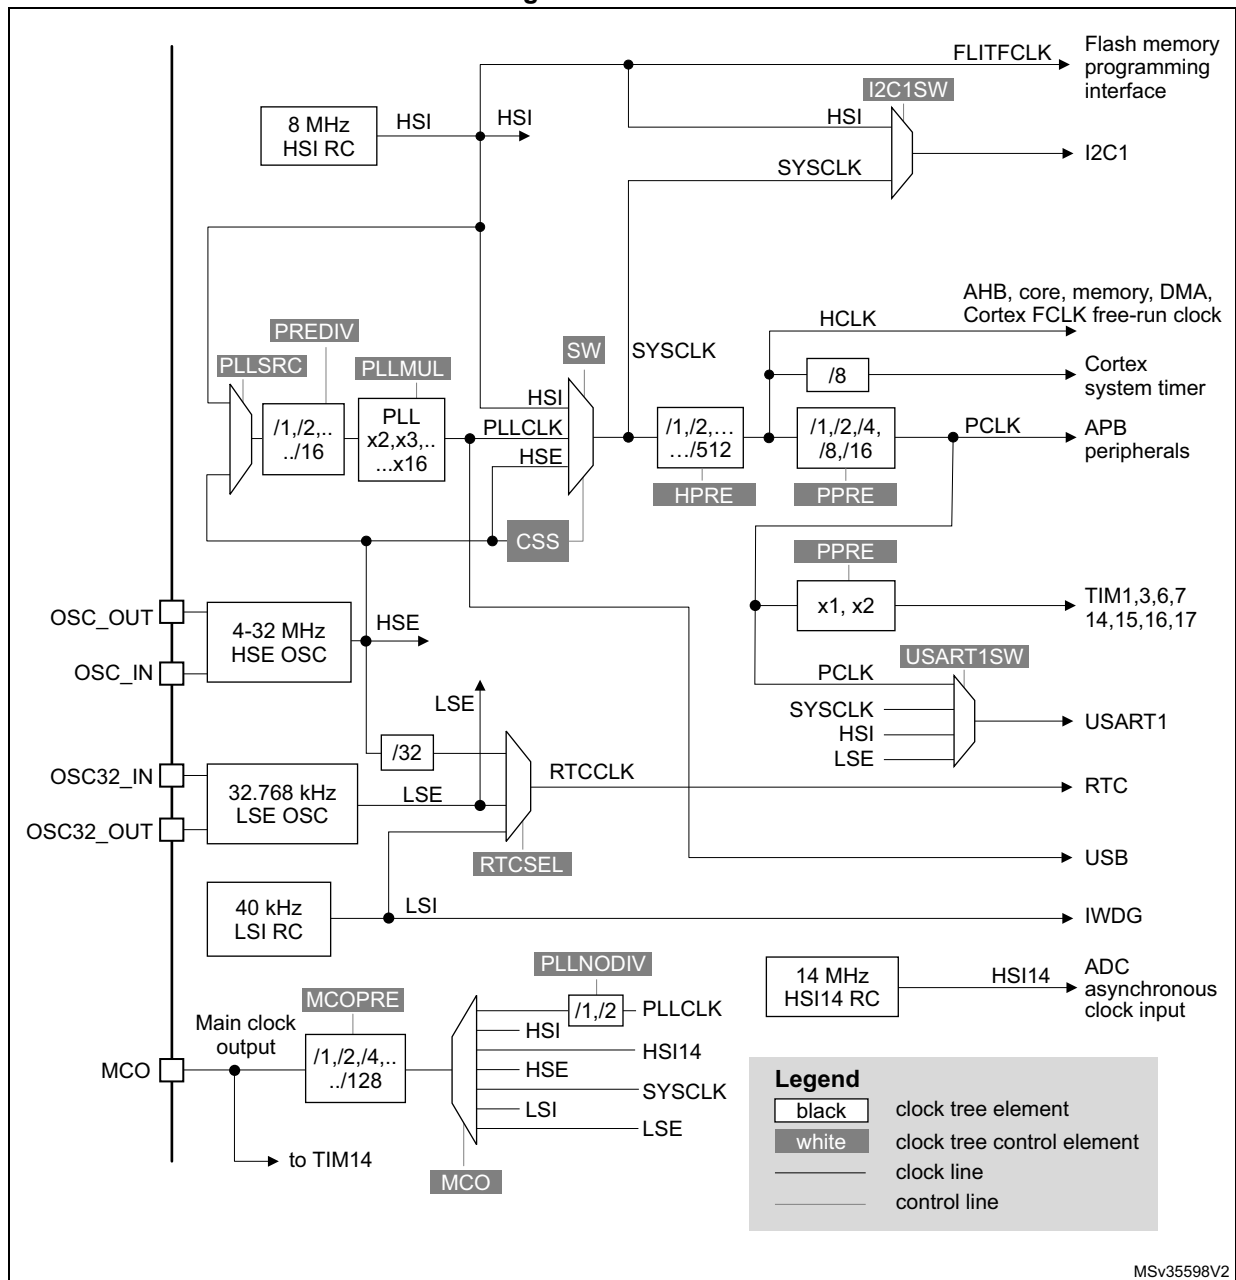 FLITFCLK
Flash memory
programming
interface
I2C1SW
8 MHz
HSI RC
HSI
HSI
HSI
I2C1
SYSCLK
AHB, core, memory, DMA,
Cortex FCLK free-run clock
HCLK
PREDIV
PLLSRC
PLLMUL
SW
SYSCLK
/8
Cortex
system timer
/1,/2,..
../16
PLL
x2,x3,..
...x16
HSI
PLLCLK
HSE
/1,/2,…
…/512
/1,/2,/4,
/8,/16
PCLK
APB
peripherals
HPRE
PPRE
CSS
PPRE
x1, x2
TIM1,3,6,7
14,15,16,17
OSC_OUT
OSC_IN
4-32 MHz
HSE OSC
HSE
USART1SW
PCLK
SYSCLK
HSI
LSE
USART1
LSE
/32
OSC32_IN
OSC32_OUT
32.768 kHz
LSE OSC
LSE
RTCCLK
RTC
RTCSEL
USB
40 kHz
LSI RC
LSI
IWDG
PLLNODIV
14 MHz
HSI14 RC
HSI14
ADC
asynchronous
clock input
MCOPRE
Main clock
output
/1,/2
PLLCLK
HSI
HSI14
HSE
SYSCLK
LSI
LSE
MCO
/1,/2,/4,..
../128
to TIM14
MCO
Legend
black
clock tree element
white
clock tree control element
clock line
control line
MSv35598V2